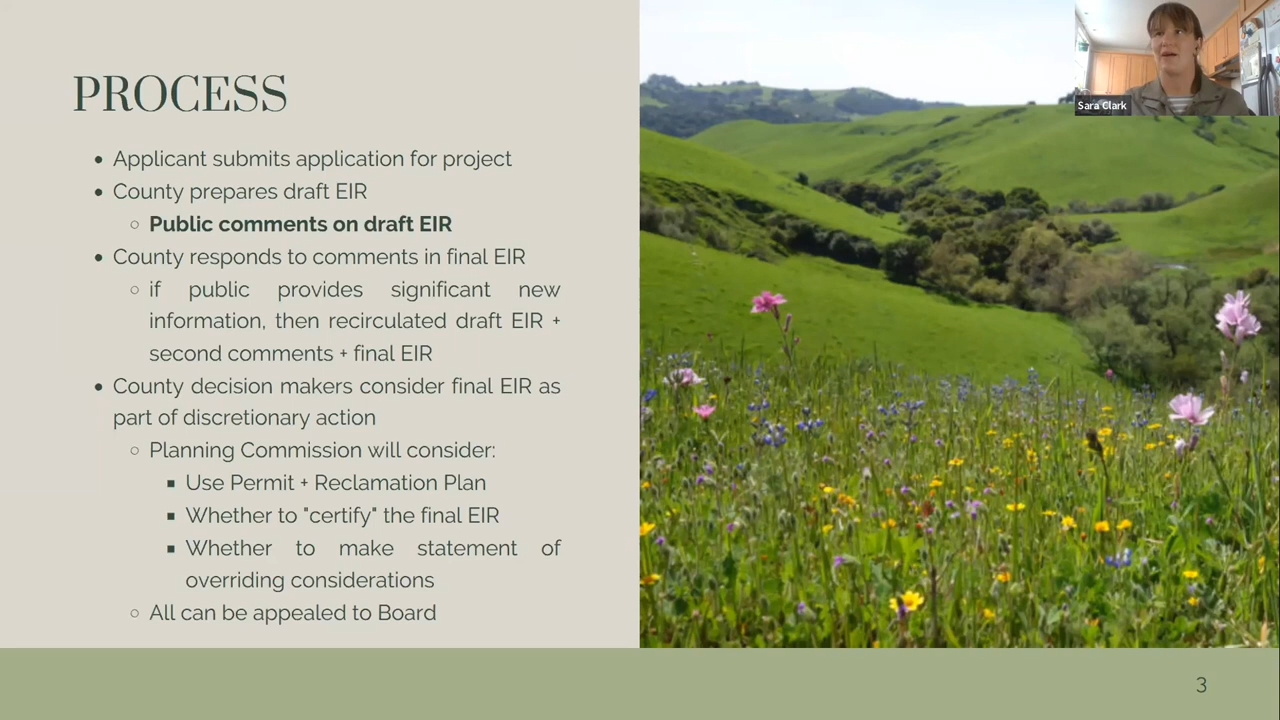 PROCESS
Applicant submits application for project
County prepares draft EIR
Public comments on draft EIR
County responds to comments in final EIR
if public provides significant new
information, then recirculated draft EIR +
second comments + final EIR
County decision makers consider final EIR as
part of discretionary action
Planning Commission will consider:
Use Permit + Reclamation Plan
Whether to "certify" the final EIR
Whether to make statement of
overriding considerations
All can be appealed to Board
Sara Clark
3